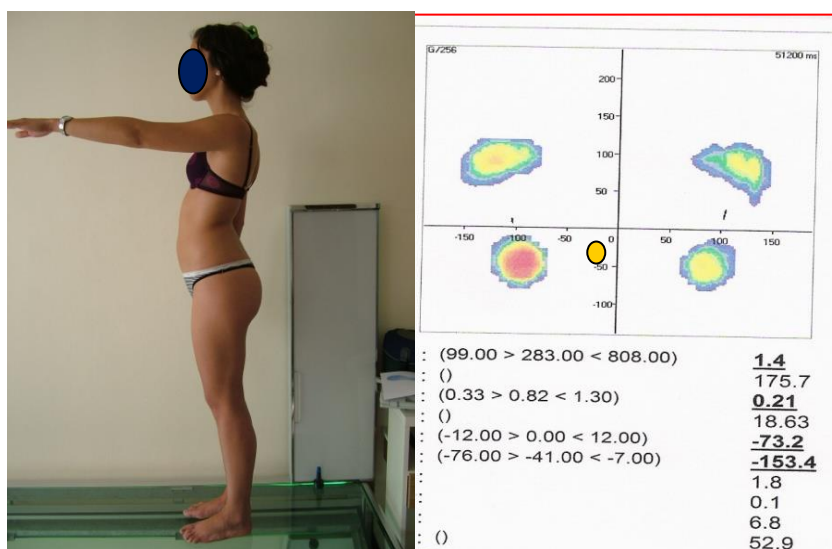 G/256 51200 ms
200-
150-
100-
50-
-150 -100 -50 0 50 100 150
-50-
-100-
: (99.00 > 283.00 < 808.00) 1.4
: () 175.7
: (0.33 > 0.82 < 1.30) 0.21
: () 18.63
: (-12.00 > 0.00 < 12.00) -73.2
: (-76.00 > -41.00 < -7.00) -153.4
: 1.8
: 0.1
: 6.8
: () 52.9